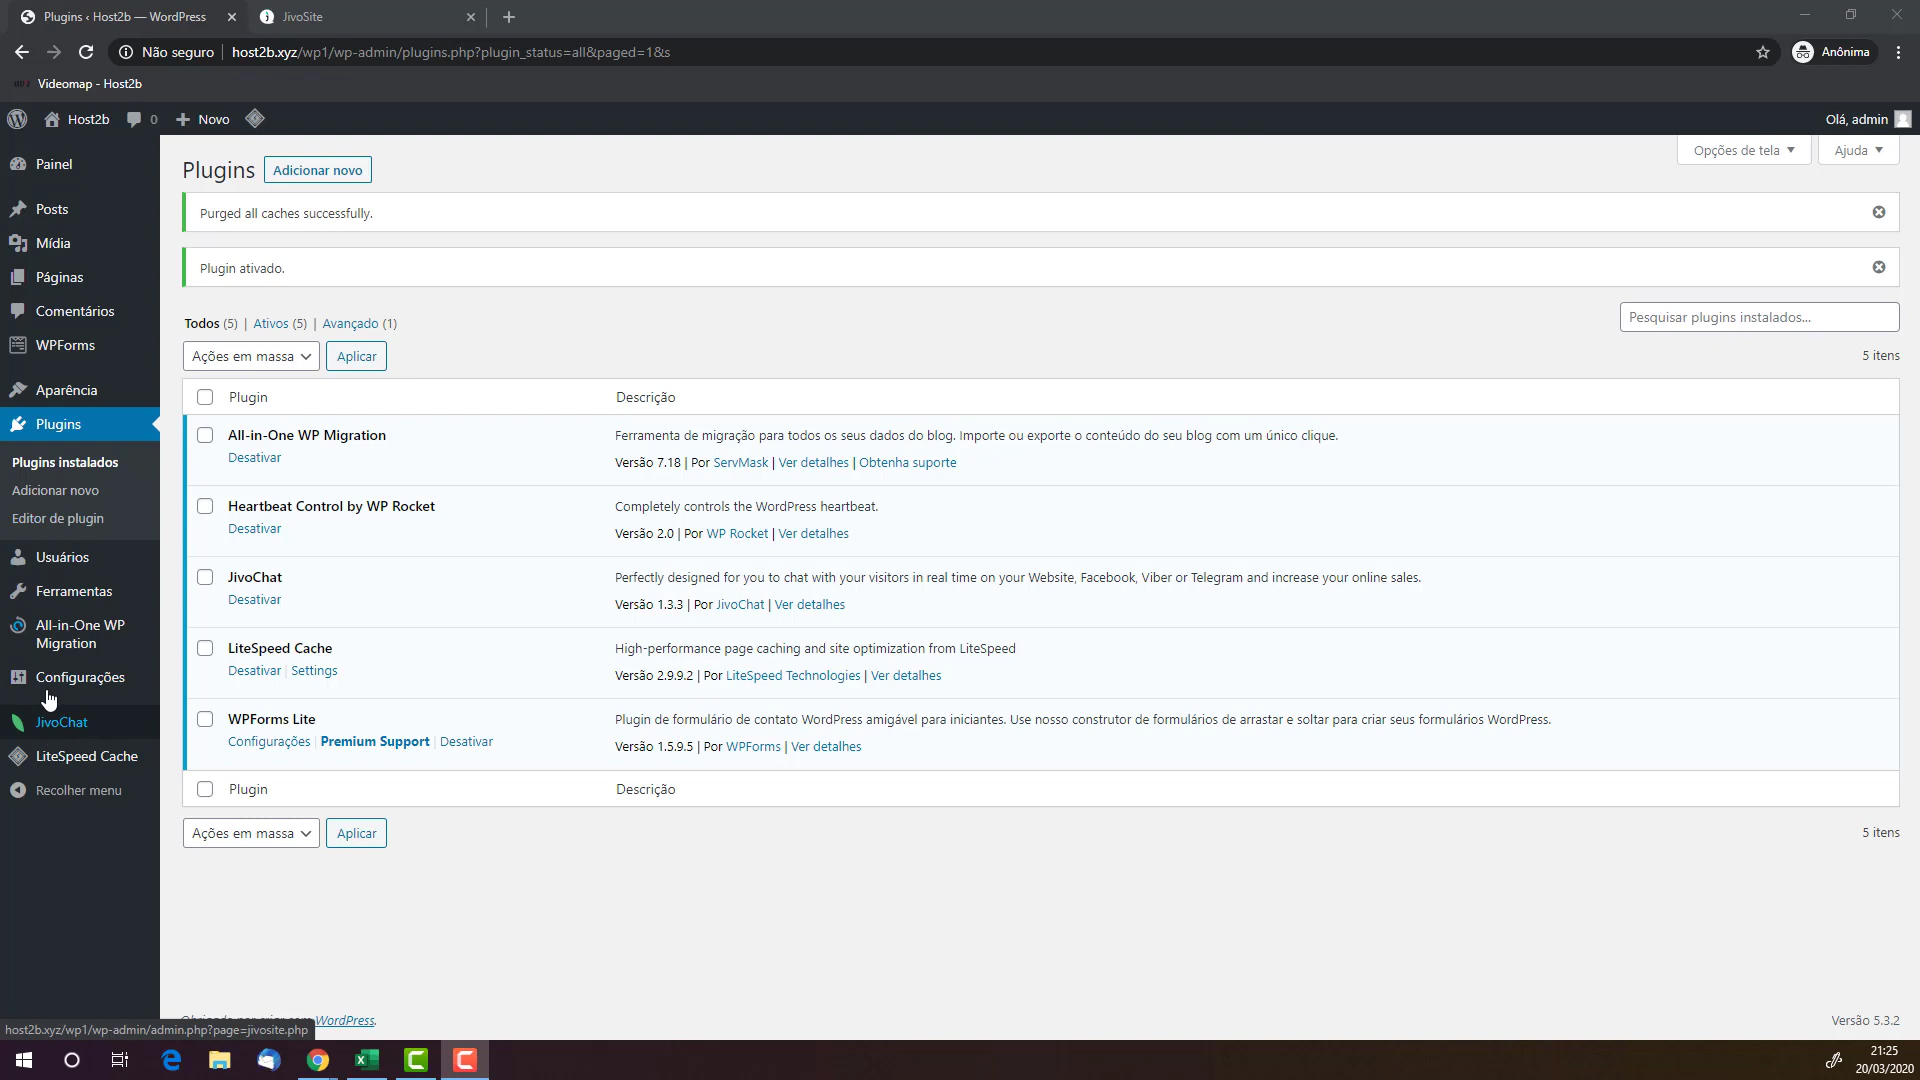 Plugins ‹ Host2b — WordPress
JivoSite
Não seguro
host2b.xyz/wp1/wp-admin/plugins.php?plugin_status=all&paged=1&s
Anônima
Videomap - Host2b
Host2b
0
Novo
Olá, admin
Painel
Posts
Mídia
Páginas
Comentários
WPForms
Aparência
Plugins
Plugins instalados
Adicionar novo
Editor de plugin
Usuários
Ferramentas
All-in-One WP
Migration
Configurações
JivoChat
LiteSpeed Cache
Recolher menu
Opções de tela
Ajuda
Plugins
Adicionar novo
Purged all caches successfully.
Plugin ativado.
Todos (5) | Ativos (5) | Avançado (1)
Pesquisar plugins instalados...
Ações em massa
Aplicar
5 itens
Plugin
Descrição
All-in-One WP Migration
Desativar
Ferramenta de migração para todos os seus dados do blog. Importe ou exporte o conteúdo do seu blog com um único clique.
Versão 7.18 | Por ServMask | Ver detalhes | Obtenha suporte
Heartbeat Control by WP Rocket
Desativar
Completely controls the WordPress heartbeat.
Versão 2.0 | Por WP Rocket | Ver detalhes
JivoChat
Desativar
Perfectly designed for you to chat with your visitors in real time on your Website, Facebook, Viber or Telegram and increase your online sales.
Versão 1.3.3 | Por JivoChat | Ver detalhes
LiteSpeed Cache
Desativar | Settings
High-performance page caching and site optimization from LiteSpeed
Versão 2.9.9.2 | Por LiteSpeed Technologies | Ver detalhes
WPForms Lite
Configurações | Premium Support | Desativar
Plugin de formulário de contato WordPress amigável para iniciantes. Use nosso construtor de formulários de arrastar e soltar para criar seus formulários WordPress.
Versão 1.5.9.5 | Por WPForms | Ver detalhes
Plugin
Descrição
Ações em massa
Aplicar
5 itens
WordPress.
Versão 5.3.2
host2b.xyz/wp1/wp-admin/admin.php?page=jivosite.php
21:25
20/03/2020